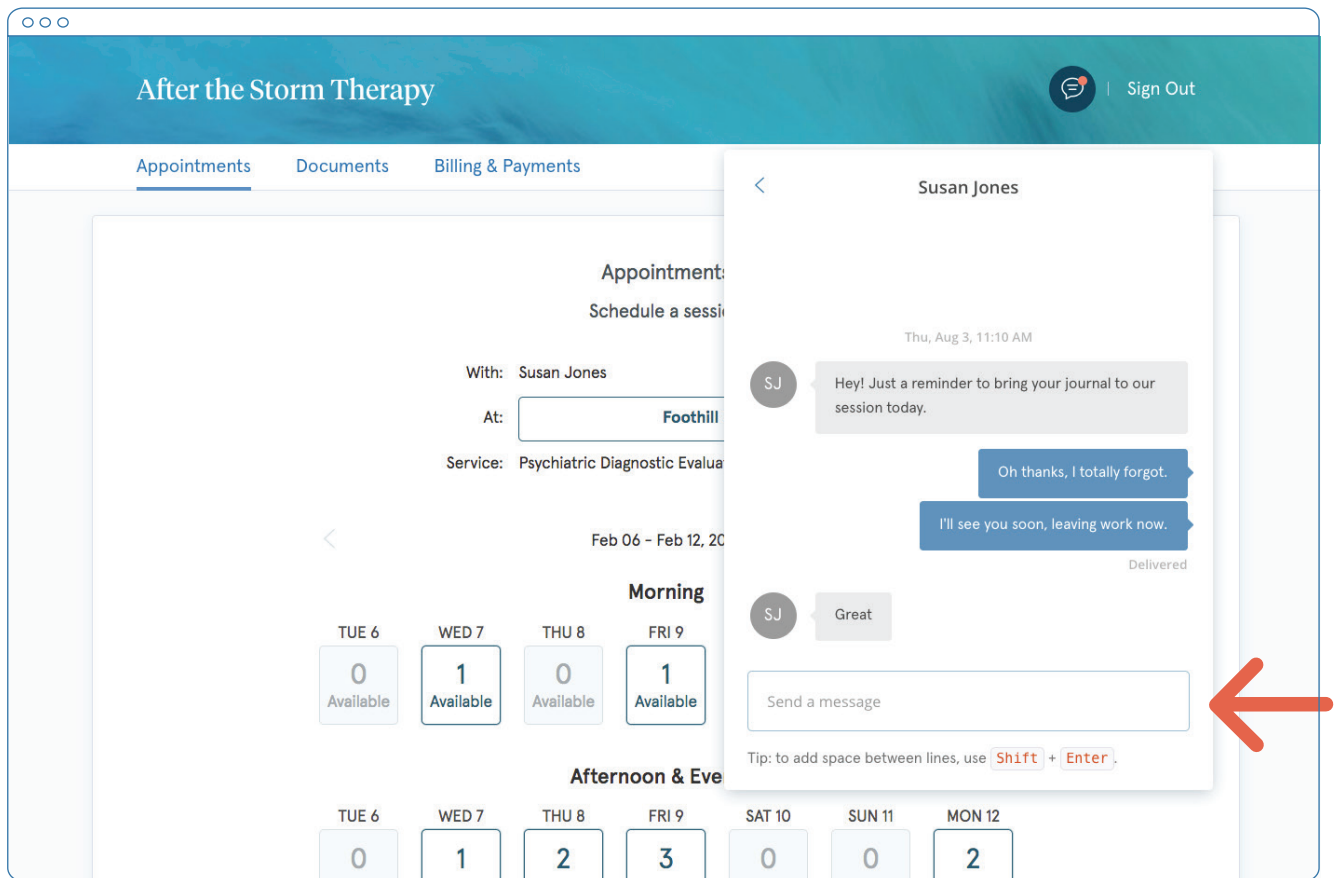 After the Storm Therapy
Sign Out
Appointments Documents Billing & Payments
Appointments
Schedule a
With: Susan Jones
At: Foothill
Service: Psychiatric Diagnostic
Feb 06 - Feb 12,
Morning
TUE 6 WED 7 THU 8 FRI 9
0 1 0 1
Available Available Available Available
Afternoon &
TUE 6 WED 7 THU 8 FRI 9 SAT 10 SUN 11 MON 12
0 1 2 3 0 0 2
Susan Jones
Thu, Aug 3, 11:10 AM
SJ
Hey! Just a reminder to bring your journal to our
session today.
Oh thanks, I totally forgot.
I'll see you soon, leaving work now.
Delivered
SJ
Great
Send a message
Tip: to add space between lines, use Shift + Enter.